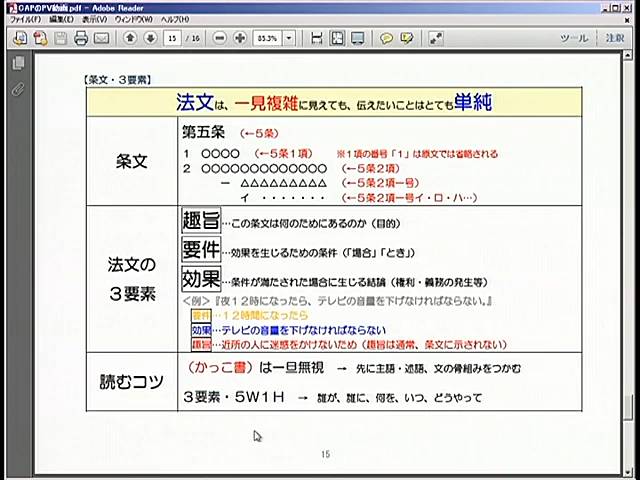 CAPのPV動画.pdf - Adobe Reader
ファイル(F) 編集(E) 表示(V) ウィンドウ(W) ヘルプ(H)
15 / 16 85.3% ツール 注釈
【条文・３要素】
法文は、一見複雑に見えても、伝えたいことはとても単純
条文
第五条 （←５条）
１ ○○○○ （←５条１項） ※１項の番号「１」は原文では省略される
２ ○○○○○○○○○○○○○ （←５条２項）
一 △△△△△△△△△ （←５条２項一号）
イ ・・・・・・・ （←５条２項一号イ・ロ・ハ…）
法文の
３要素
趣旨…この条文は何のためにあるのか（目的）
要件…効果を生じるための条件（「場合」「とき」）
効果…条件が満たされた場合に生じる結論（権利・義務の発生等）
＜例＞『夜１２時になったら、テレビの音量を下げなければならない。』
要件…１２時間になったら
効果…テレビの音量を下げなければならない
趣旨…近所の人に迷惑をかけないため（趣旨は通常、条文に示されない）
読むコツ
（かっこ書）は一旦無視 → 先に主語・述語、文の骨組みをつかむ
３要素・５Ｗ１Ｈ → 誰が、誰に、何を、いつ、どうやって
15